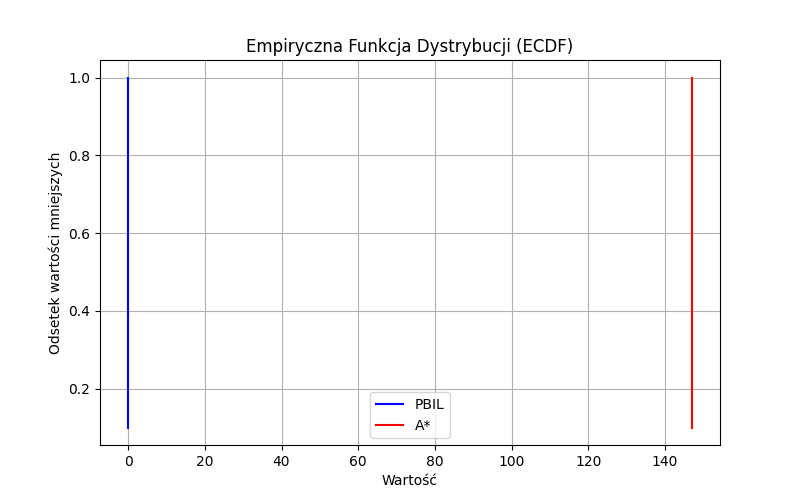 Empiryczna Funkcja Dystrybucji (ECDF)
Odsetek wartości mniejszych
1.0
0.8
0.6
0.4
0.2
PBIL
A*
0 20 40 60 80 100 120 140
Wartość